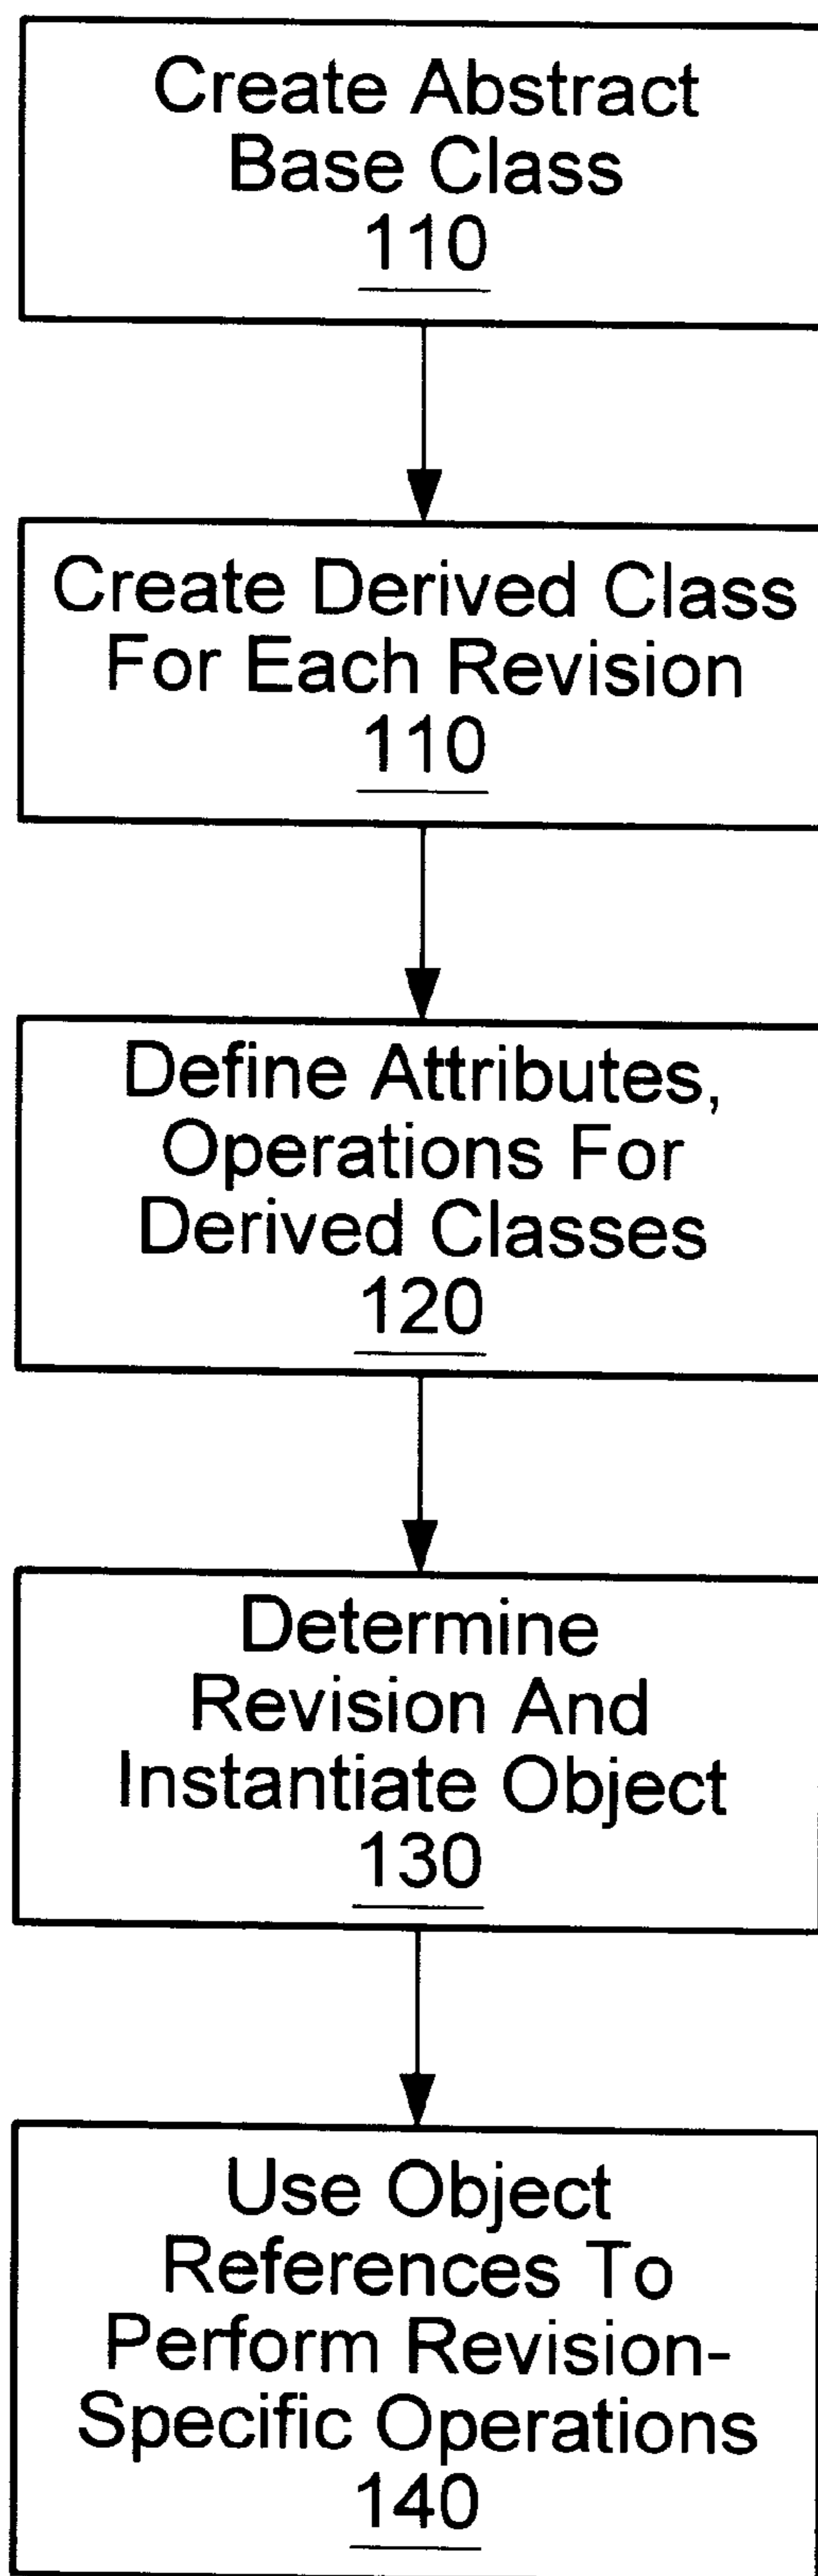 Create Abstract
Base Class
110
Create Derived Class
For Each Revision
110
Define Attributes,
Operations For
Derived Classes
120
Determine
Revision And
Instantiate Object
130
Use Object
References To
Perform Revision-
Specific Operations
140